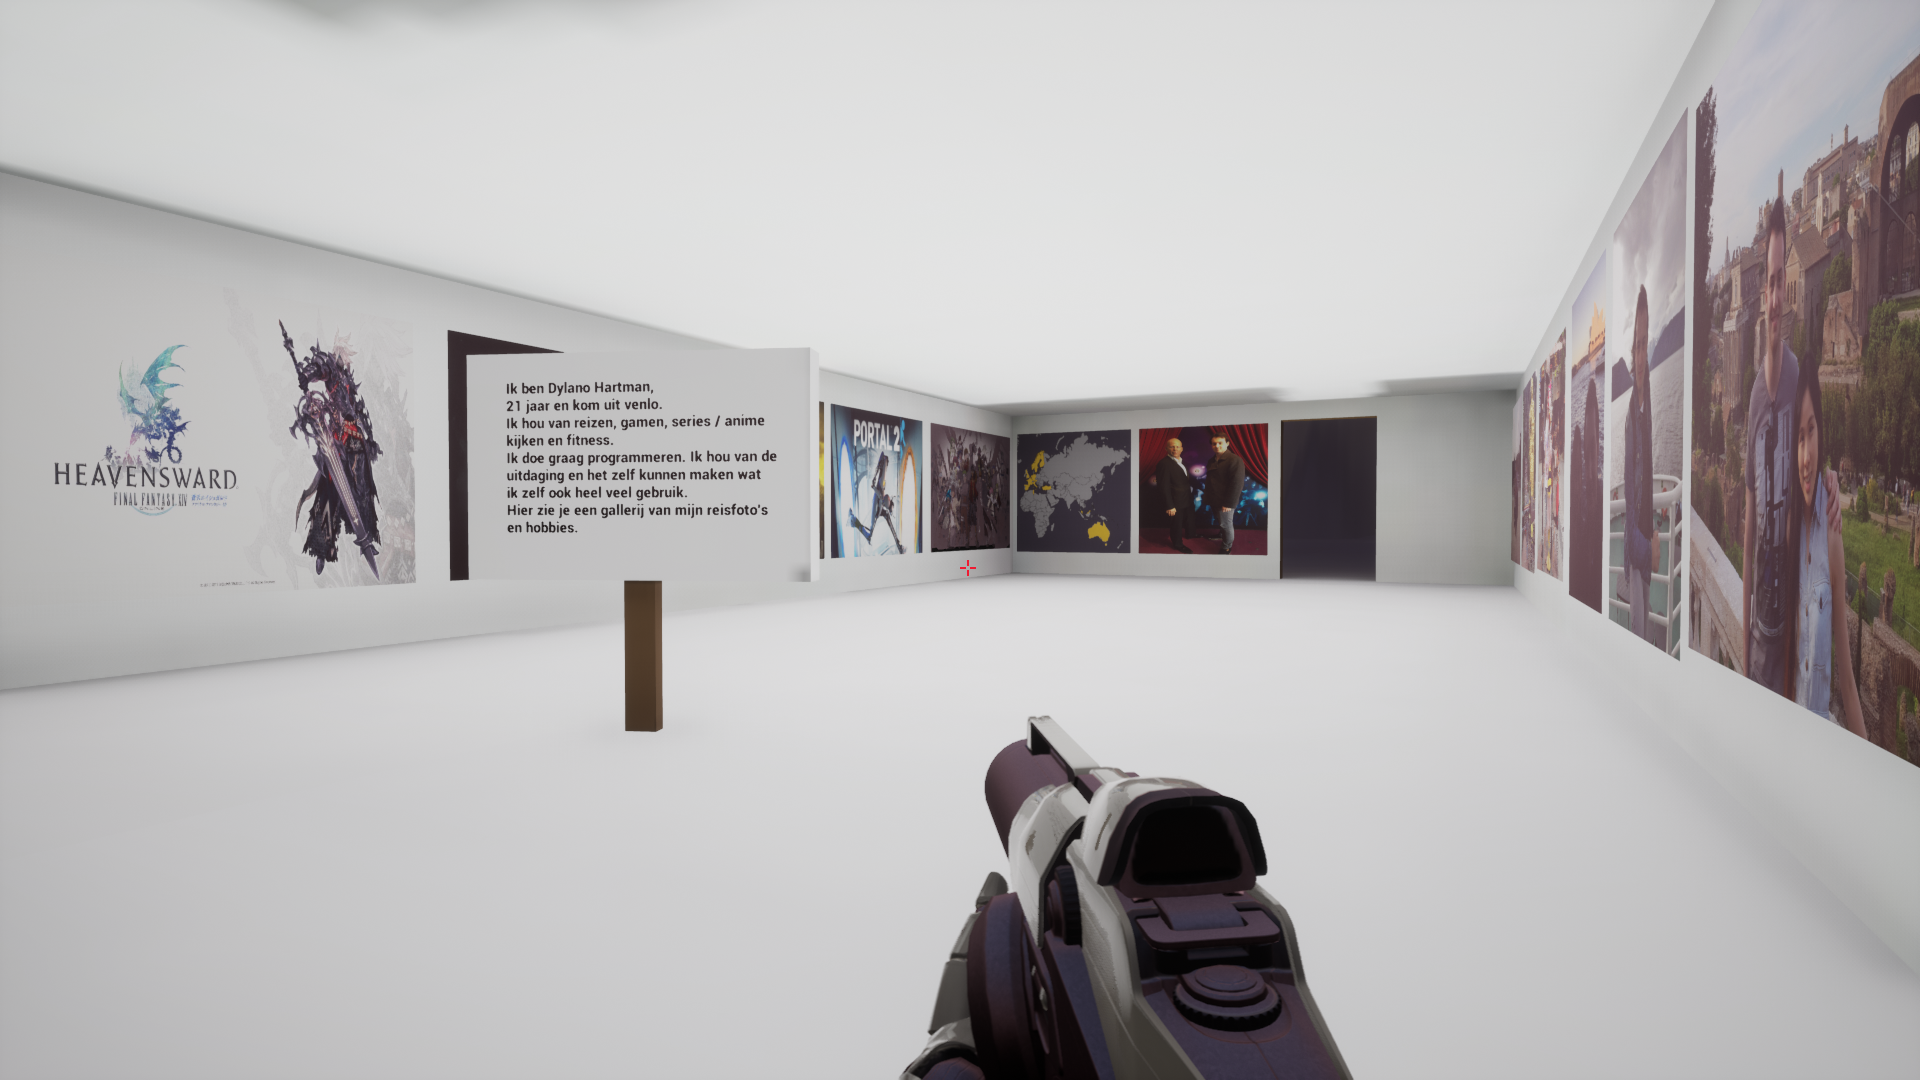 HEAVENSWARD
FINAL FANTASY XIV
ONLINE
Ik ben Dylano Hartman,
21 jaar en kom uit venlo.
Ik hou van reizen, gamen, series / anime
kijken en fitness.
Ik doe graag programmeren. Ik hou van de
uitdaging en het zelf kunnen maken wat
ik zelf ook heel veel gebruik.
Hier zie je een gallerij van mijn reisfoto's
en hobbies.
PORTAL 2